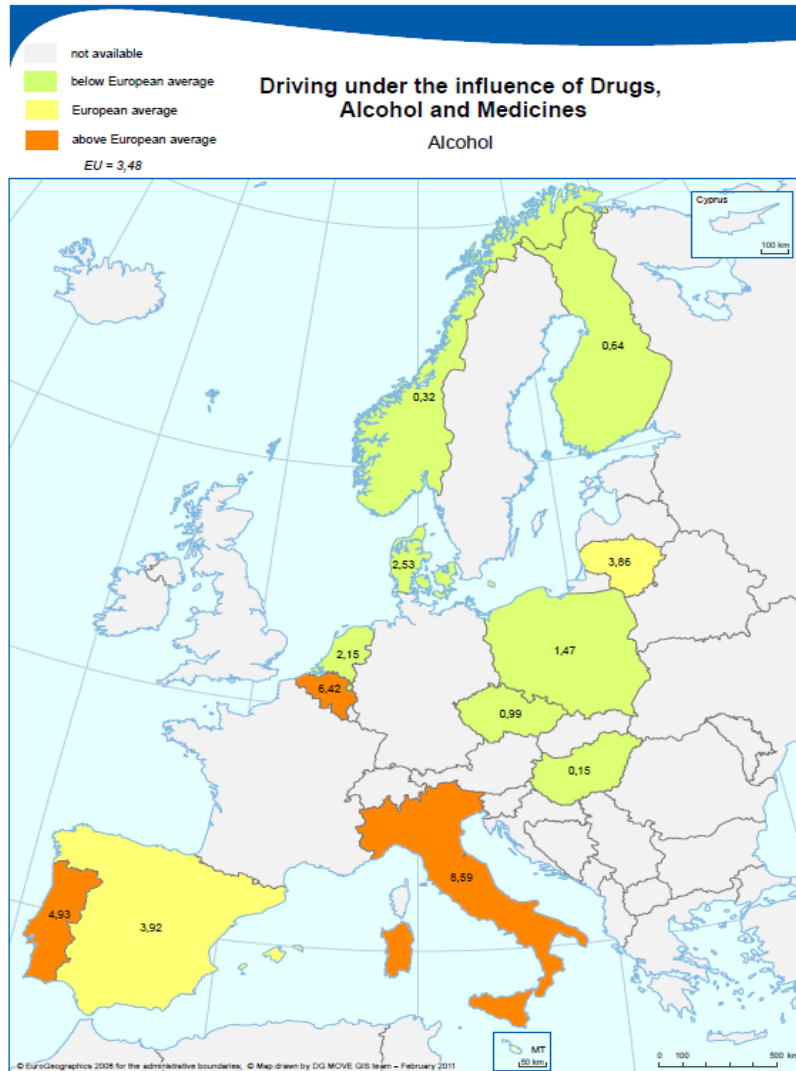 not available
below European average
European average
above European average
EU = 3,48
Driving under the influence of Drugs,
Alcohol and Medicines
Alcohol
Cyprus
100 km
0,64
0,32
3,86
2,53
2,15
1,47
6,42
0,99
0,15
8,59
4,93
3,92
MT
50 km
0 100 500 km
© EuroGeographics 2008 for the administrative boundaries; © Map drawn by DG MOVE GIS team – February 2011